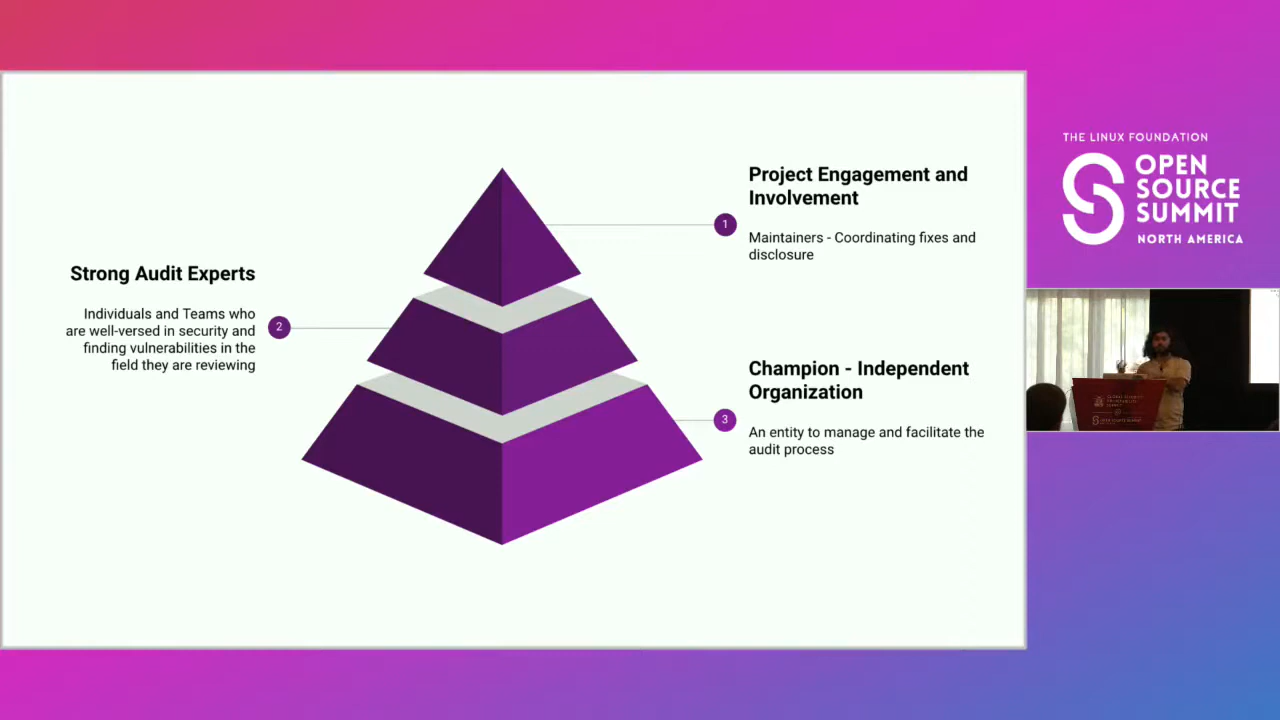 Project Engagement and
Involvement
1
Maintainers - Coordinating fixes and
disclosure
Strong Audit Experts
Individuals and Teams who
are well-versed in security and
finding vulnerabilities in the
field they are reviewing
2
Champion - Independent
Organization
3
An entity to manage and facilitate the
audit process
THE LINUX FOUNDATION
OPEN
SOURCE
SUMMIT
NORTH AMERICA